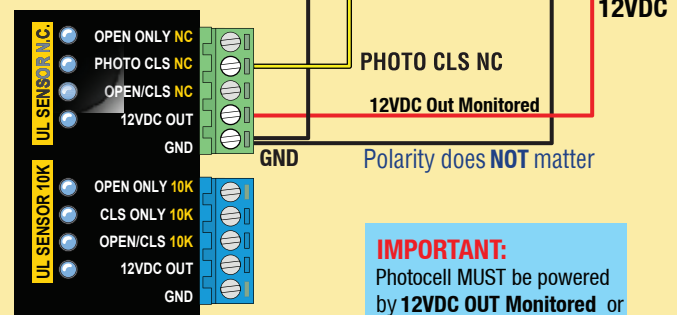 12VDC
UL SENSOR N.C.
OPEN ONLY NC
PHOTO CLS NC
OPEN/CLS NC
12VDC OUT
GND
PHOTO CLS NC
12VDC Out Monitored
GND
Polarity does NOT matter
UL SENSOR 10K
OPEN ONLY 10K
CLS ONLY 10K
OPEN/CLS 10K
12VDC OUT
GND
IMPORTANT:
Photocell MUST be powered
by 12VDC OUT Monitored or